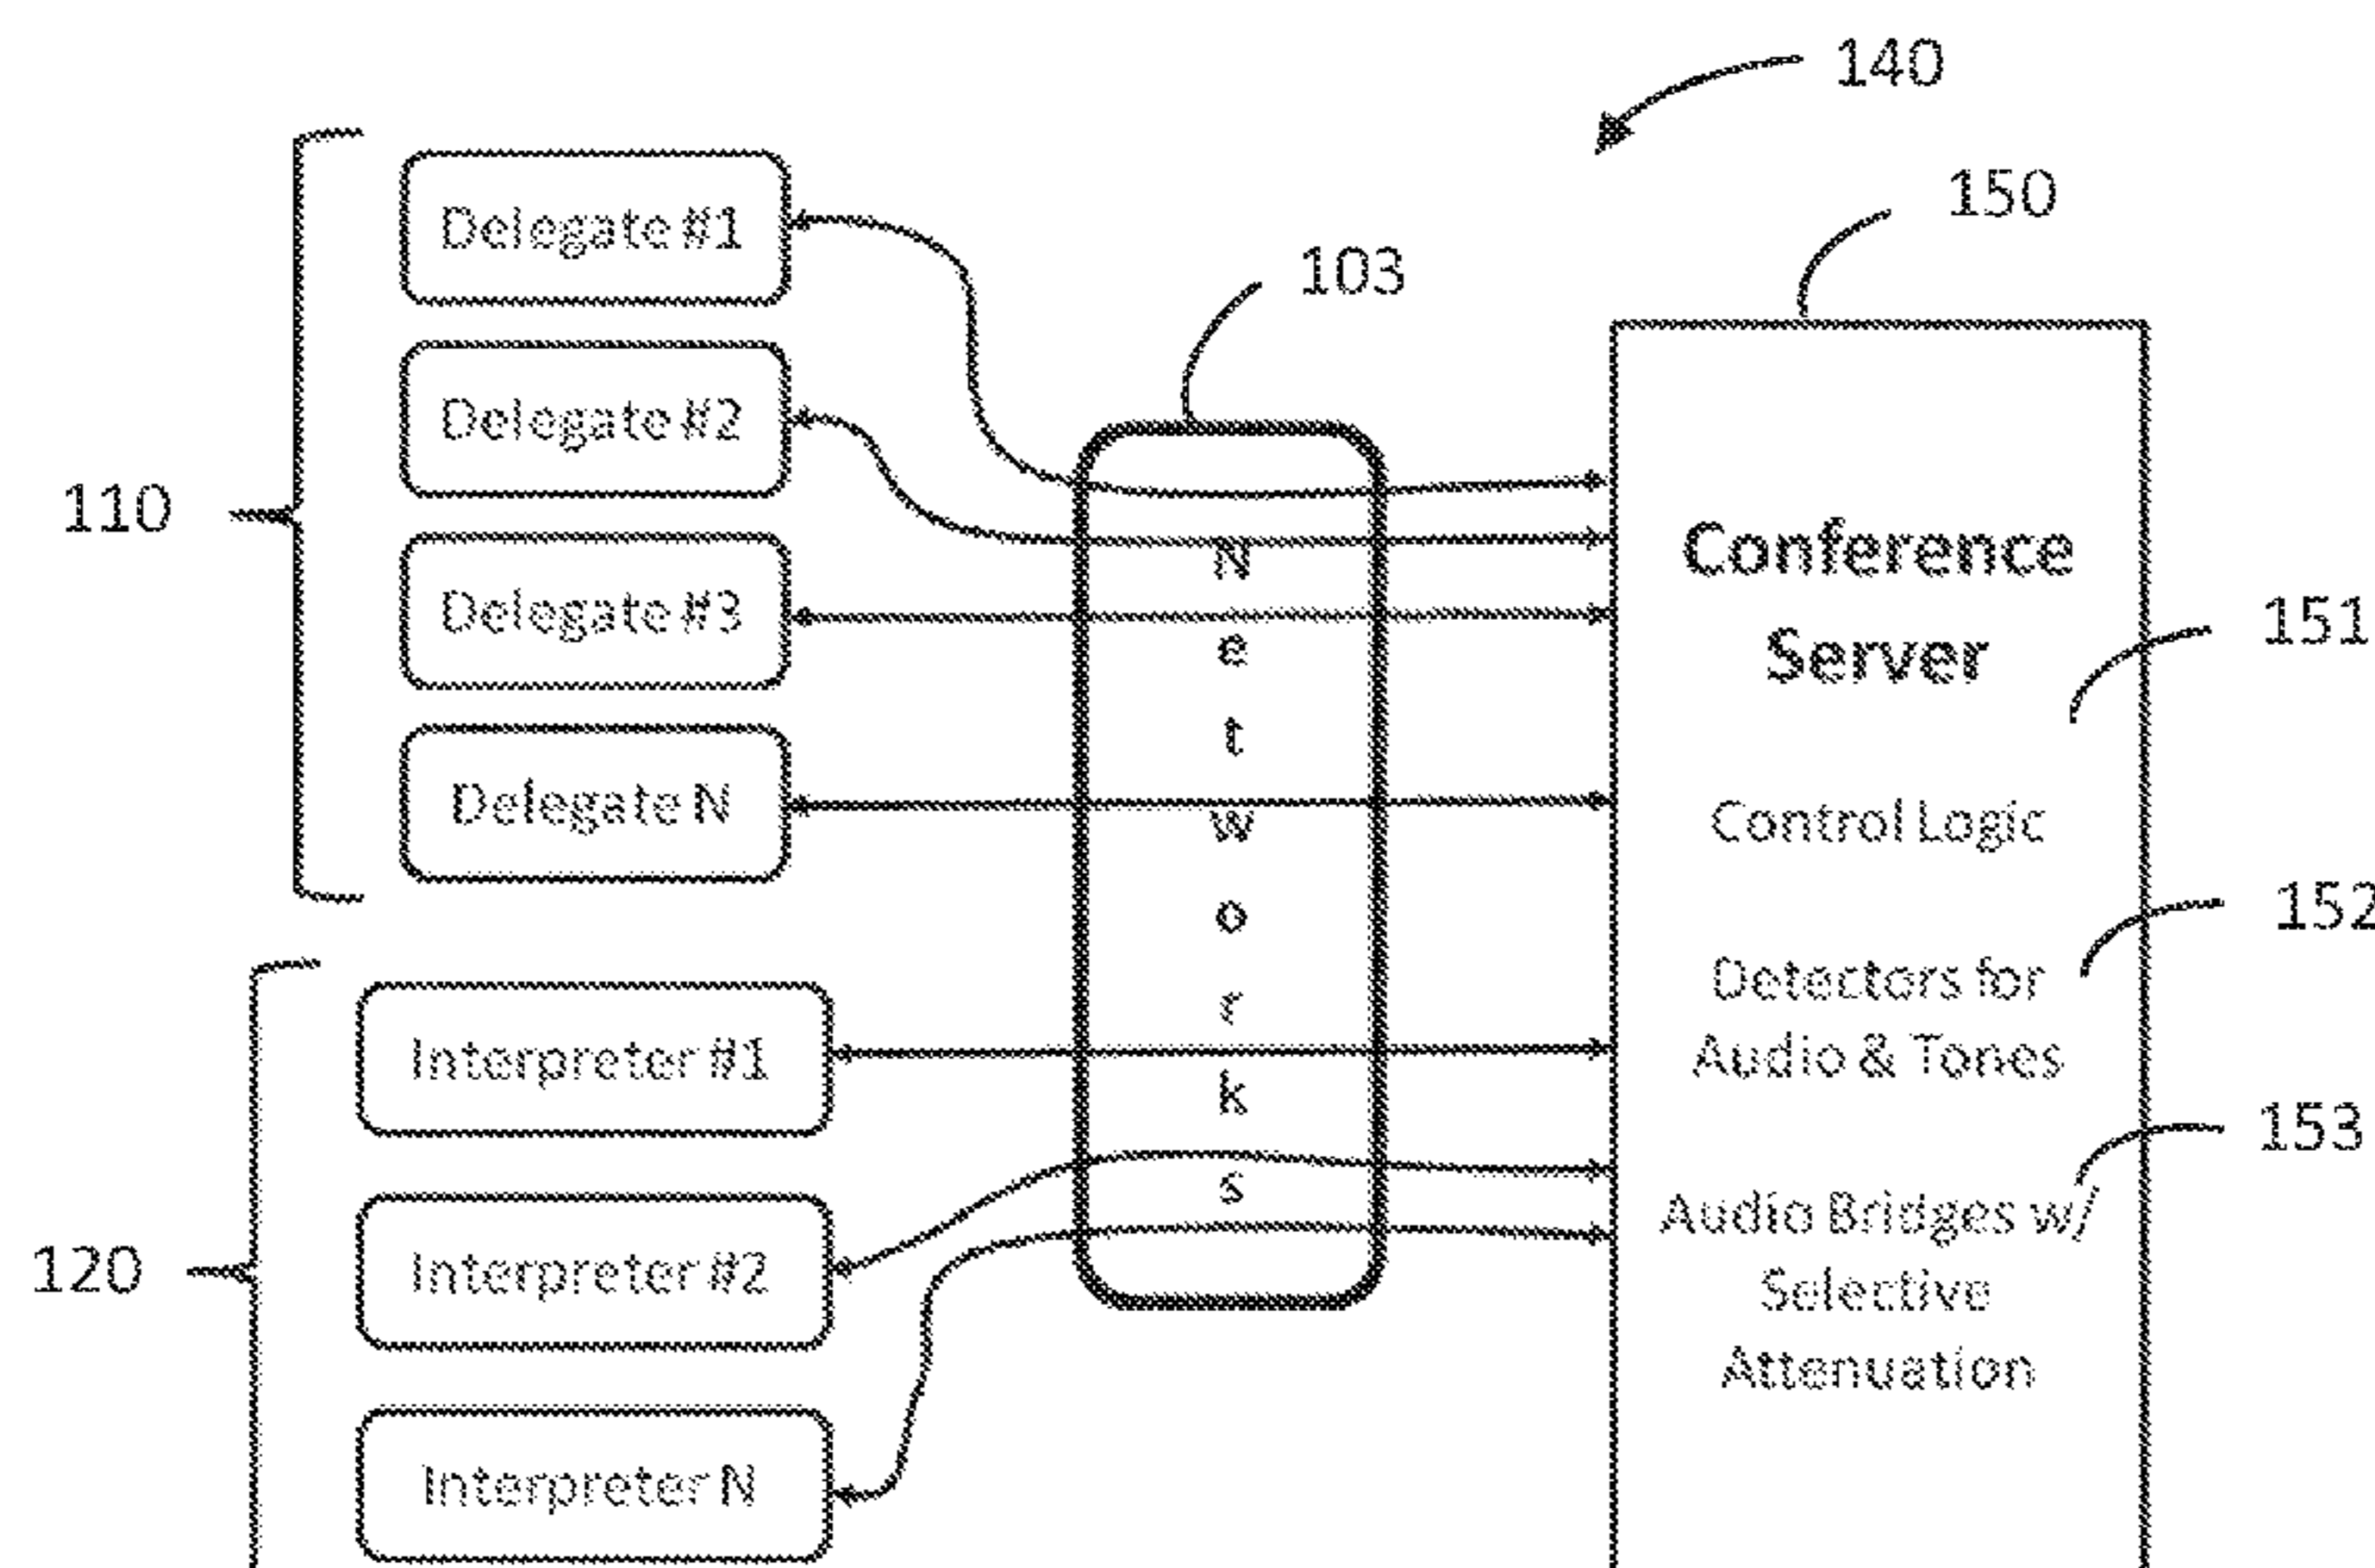 140
150
Delegate #1
103
Delegate #2
110
Conference
Server
Delegate #3
151
Networks
Delegate N
Control Logic
152
Detectors for
Audio & Tones
Interpreter #1
153
Audio Bridges w/
Selective
Attenuation
120
Interpreter #2
Interpreter N